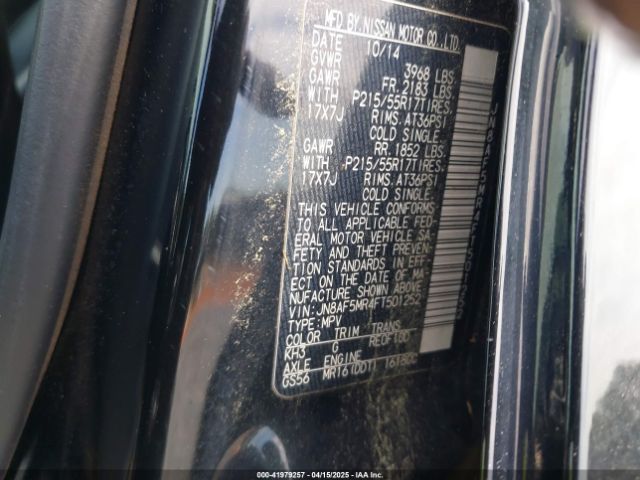 MFD BY NISSAN MOTOR CO.,LTD.
DATE 10/14
GVWR 3968 LBS.
GAWR FR. 2183 LBS.
WITH P215/55R17TIRES.
17X7J RIMS. AT36PSI
COLD SINGLE.
GAWR RR. 1852 LBS.
WITH P215/55R17TIRES.
17X7J RIMS. AT36PSI
COLD SINGLE.
THIS VEHICLE CONFORMS
TO ALL APPLICABLE FED-
ERAL MOTOR VEHICLE SA-
FETY AND THEFT PREVEN-
TION STANDARDS IN EFF-
ECT ON THE DATE OF MA-
NUFACTURE SHOWN ABOVE.
VIN: JN8AF5MR4FT501252
TYPE: MPV
COLOR TRIM TRANS
KH3 G RE0F10D
AXLE ENGINE
GS56 MR16(DDT) 1618CC
JN8AF5MR4FT501252
000-41979257 - 04/15/2025 - IAAI.COM